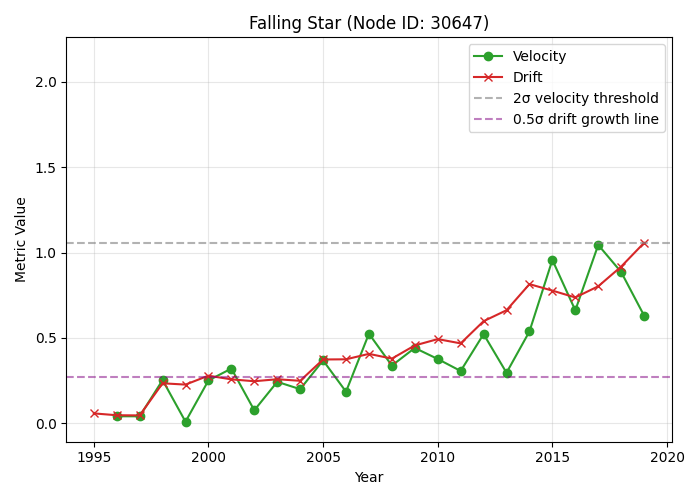 Falling Star (Node ID: 30647)
Velocity
Drift
2σ velocity threshold
0.5σ drift growth line
Metric Value
2.0
1.5
1.0
0.5
0.0
1995 2000 2005 2010 2015 2020
Year